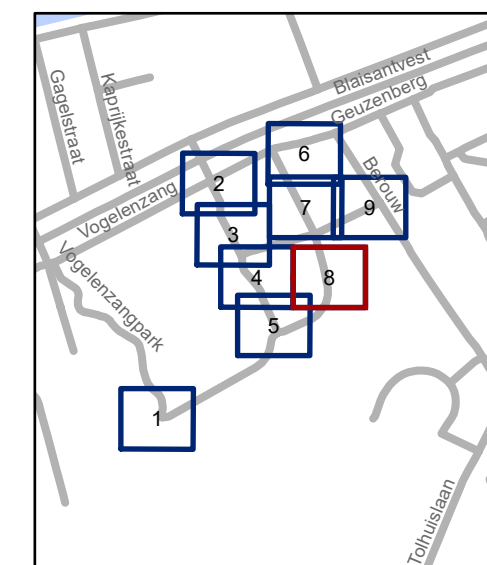 Gagelstraat
Kaprijkestraat
Blaisantvest
Geuzenberg
Vogelenzang
Berouw
Vogelenzangpark
Tolhuislaan
6
2
7
9
3
4
8
5
1